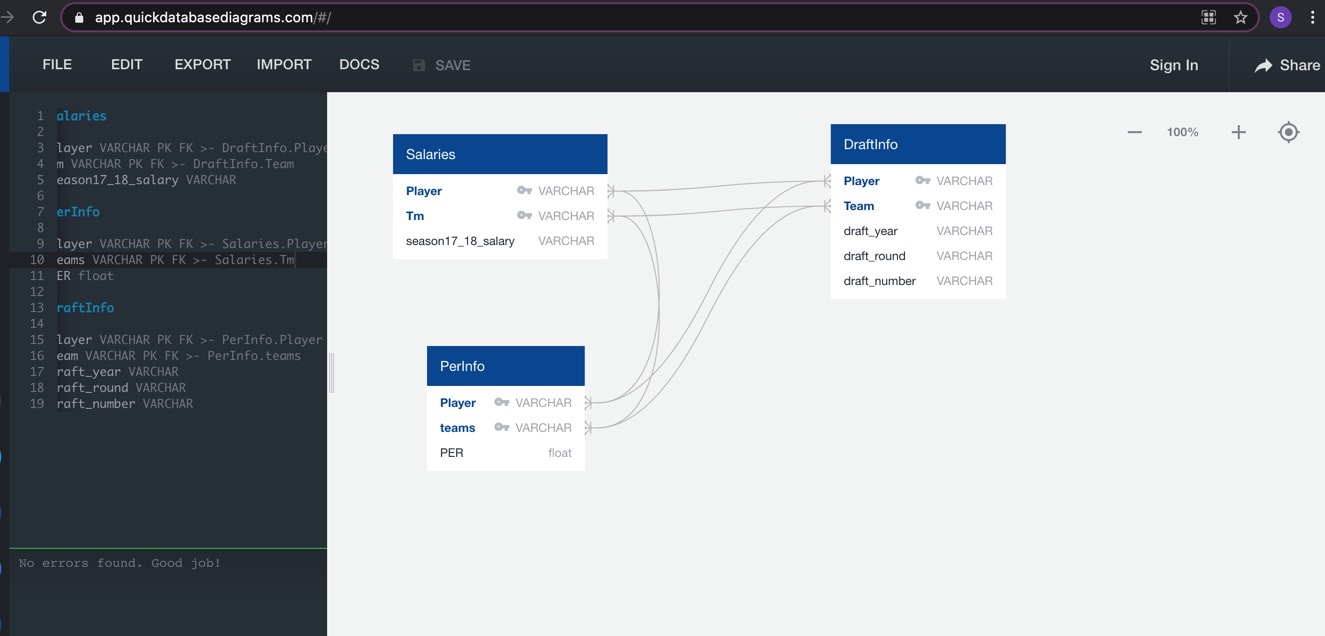 app.quickdatabasediagrams.com/#/
S
FILE EDIT EXPORT IMPORT DOCS SAVE Sign In Share
1 alaries
2
3 layer VARCHAR PK FK >- DraftInfo.Playe
4 m VARCHAR PK FK >- DraftInfo.Team
5 eason17_18_salary VARCHAR
6
7 erInfo
8
9 layer VARCHAR PK FK >- Salaries.Player
10 eams VARCHAR PK FK >- Salaries.Tm
11 ER float
12
13 raftInfo
14
15 layer VARCHAR PK FK >- PerInfo.Player
16 eam VARCHAR PK FK >- PerInfo.teams
17 raft_year VARCHAR
18 raft_round VARCHAR
19 raft_number VARCHAR
No errors found. Good job!
Salaries
Player VARCHAR
Tm VARCHAR
season17_18_salary VARCHAR
PerInfo
Player VARCHAR
teams VARCHAR
PER float
DraftInfo
Player VARCHAR
Team VARCHAR
draft_year VARCHAR
draft_round VARCHAR
draft_number VARCHAR
100%